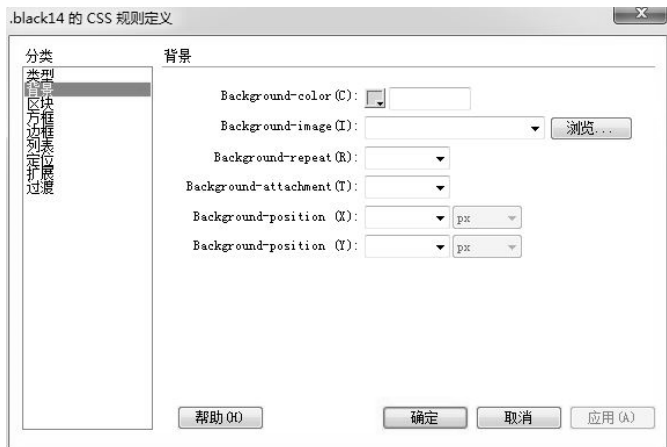 .black14 的 CSS 规则定义
分类
类型
背景
区块
方框
边框
列表
定位
扩展
过渡
背景
Background-color(C):
Background-image(I):
浏览...
Background-repeat(R):
Background-attachment(T):
Background-position (X):
px
Background-position (Y):
px
帮助(H)
确定
取消
应用(A)